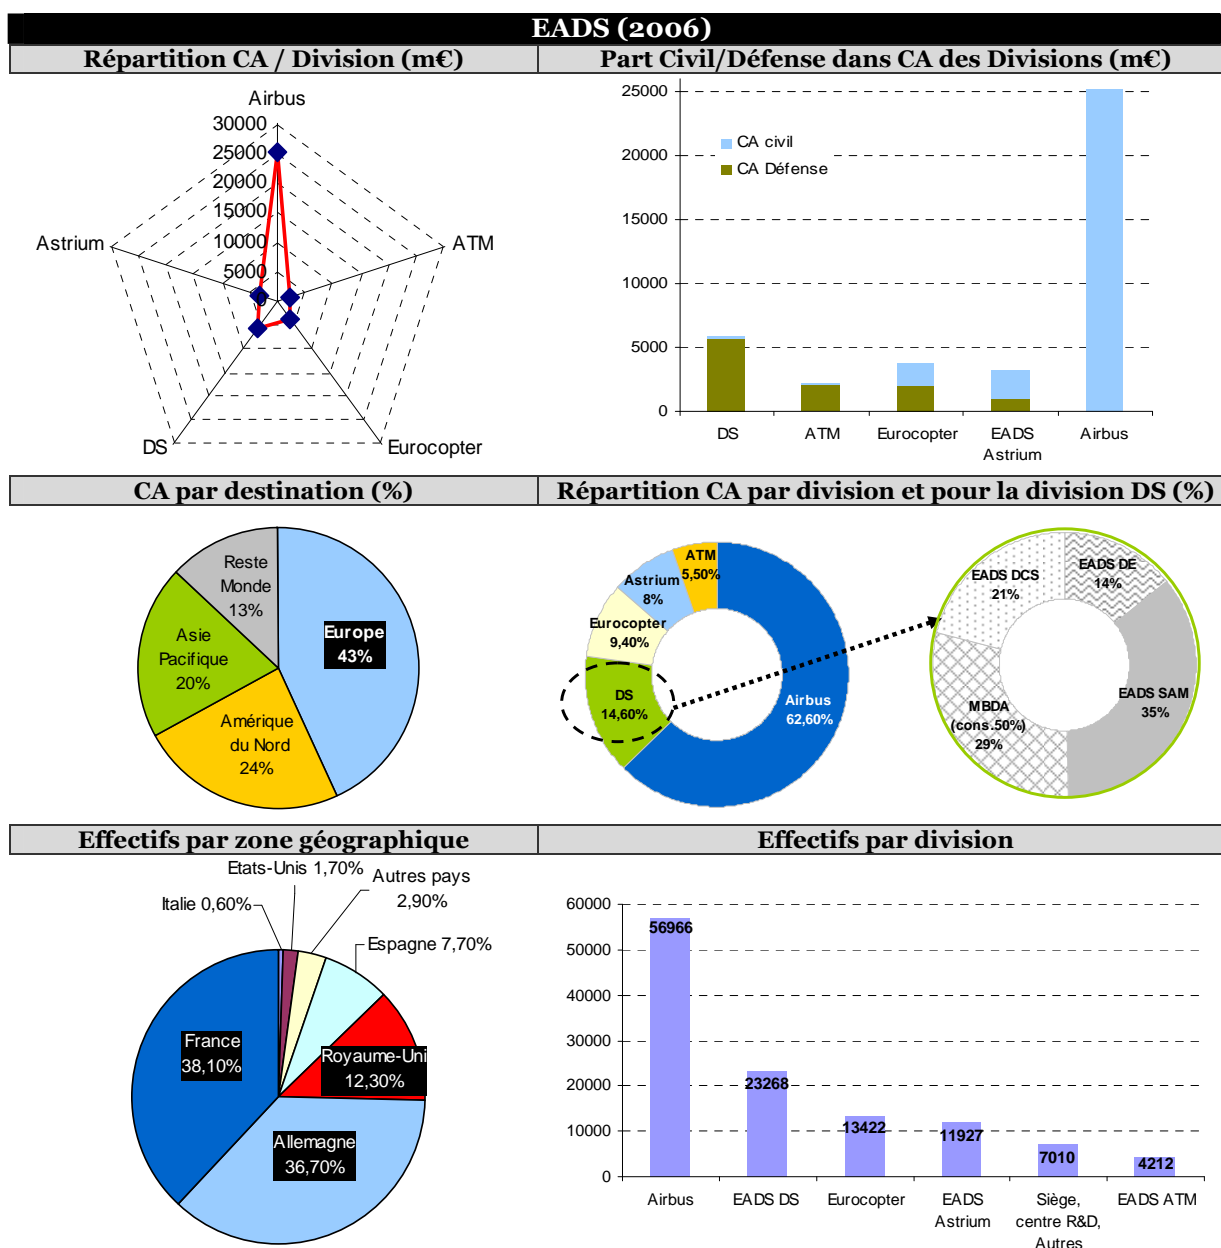 EADS (2006)
Répartition CA / Division (m€)
Airbus
30000
25000
20000
15000
10000
5000
0
Astrium
ATM
DS
Eurocopter
Part Civil/Défense dans CA des Divisions (m€)
25000
20000
15000
10000
5000
0
CA civil
CA Défense
DS
ATM
Eurocopter
EADS
Astrium
Airbus
CA par destination (%)
Reste
Monde
13%
Europe
43%
Asie
Pacifique
20%
Amérique
du Nord
24%
Répartition CA par division et pour la division DS (%)
ATM
5,50%
Astrium
8%
Eurocopter
9,40%
DS
14,60%
Airbus
62,60%
EADS DCS
21%
EADS DE
14%
MBDA
(cons.50%)
29%
EADS SAM
35%
Effectifs par zone géographique
Etats-Unis 1,70%
Autres pays
2,90%
Italie 0,60%
Espagne 7,70%
France
38,10%
Royaume-Uni
12,30%
Allemagne
36,70%
Effectifs par division
60000
50000
40000
30000
20000
10000
0
56966
23268
13422
11927
7010
4212
Airbus
EADS DS
Eurocopter
EADS
Astrium
Siège,
centre R&D,
Autres
EADS ATM